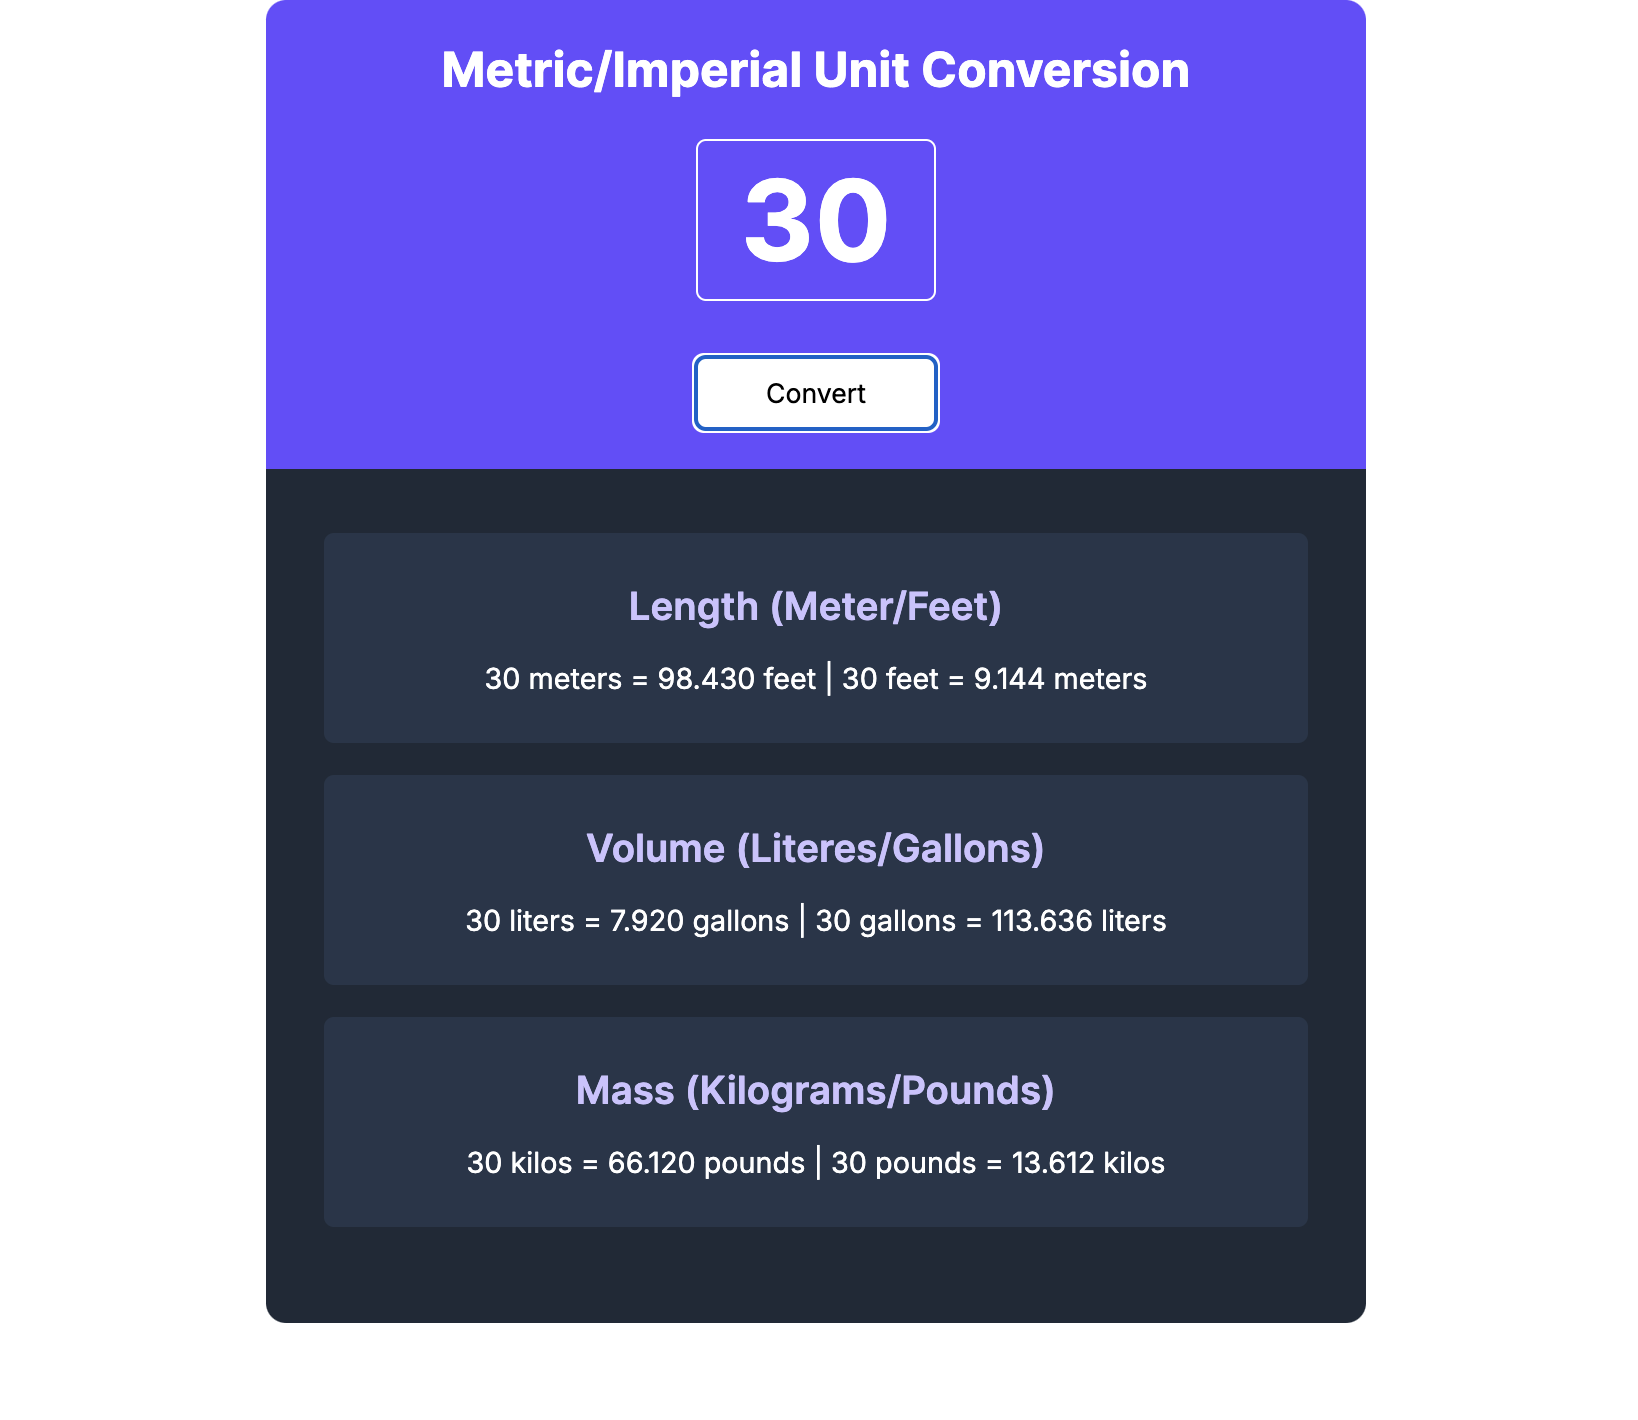 Metric/Imperial Unit Conversion
30
Convert
Length (Meter/Feet)
30 meters = 98.430 feet | 30 feet = 9.144 meters
Volume (Literes/Gallons)
30 liters = 7.920 gallons | 30 gallons = 113.636 liters
Mass (Kilograms/Pounds)
30 kilos = 66.120 pounds | 30 pounds = 13.612 kilos